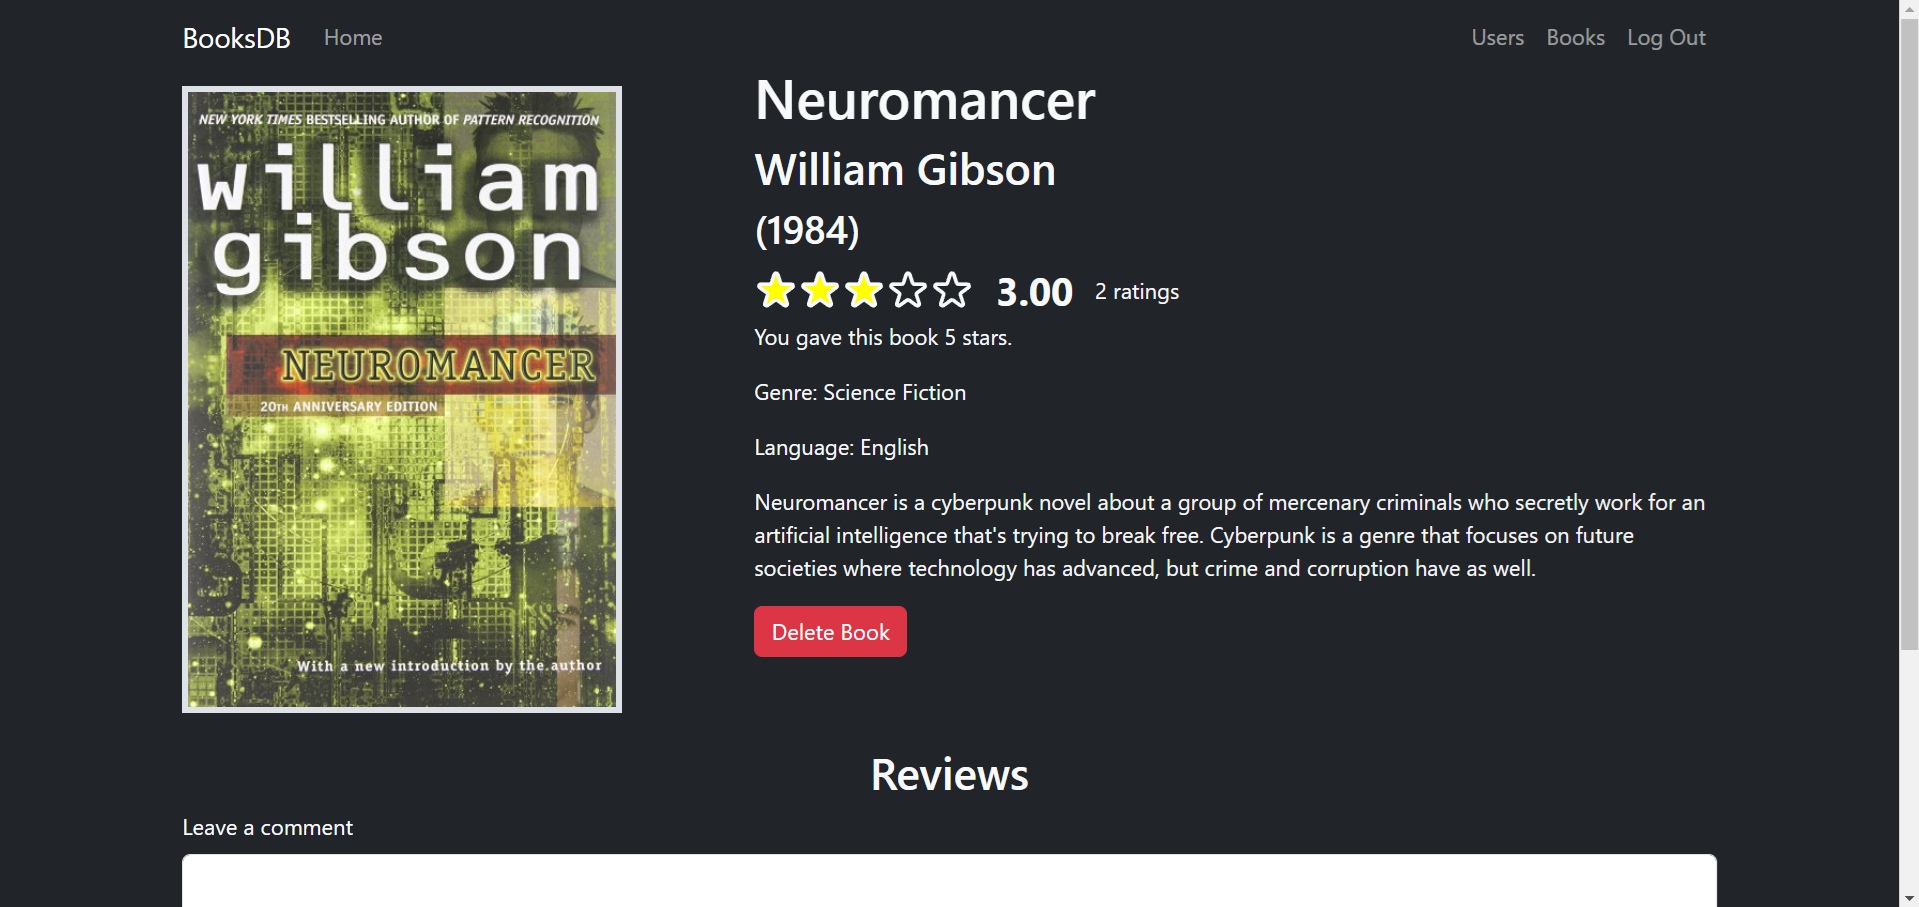 BooksDB Home Users Books Log Out
NEW YORK TIMES BESTSELLING AUTHOR OF PATTERN RECOGNITION
william
gibson
NEUROMANCER
20TH ANNIVERSARY EDITION
With a new introduction by the author
Neuromancer
William Gibson
(1984)
3.00 2 ratings
You gave this book 5 stars.
Genre: Science Fiction
Language: English
Neuromancer is a cyberpunk novel about a group of mercenary criminals who secretly work for an
artificial intelligence that's trying to break free. Cyberpunk is a genre that focuses on future
societies where technology has advanced, but crime and corruption have as well.
Delete Book
Reviews
Leave a comment